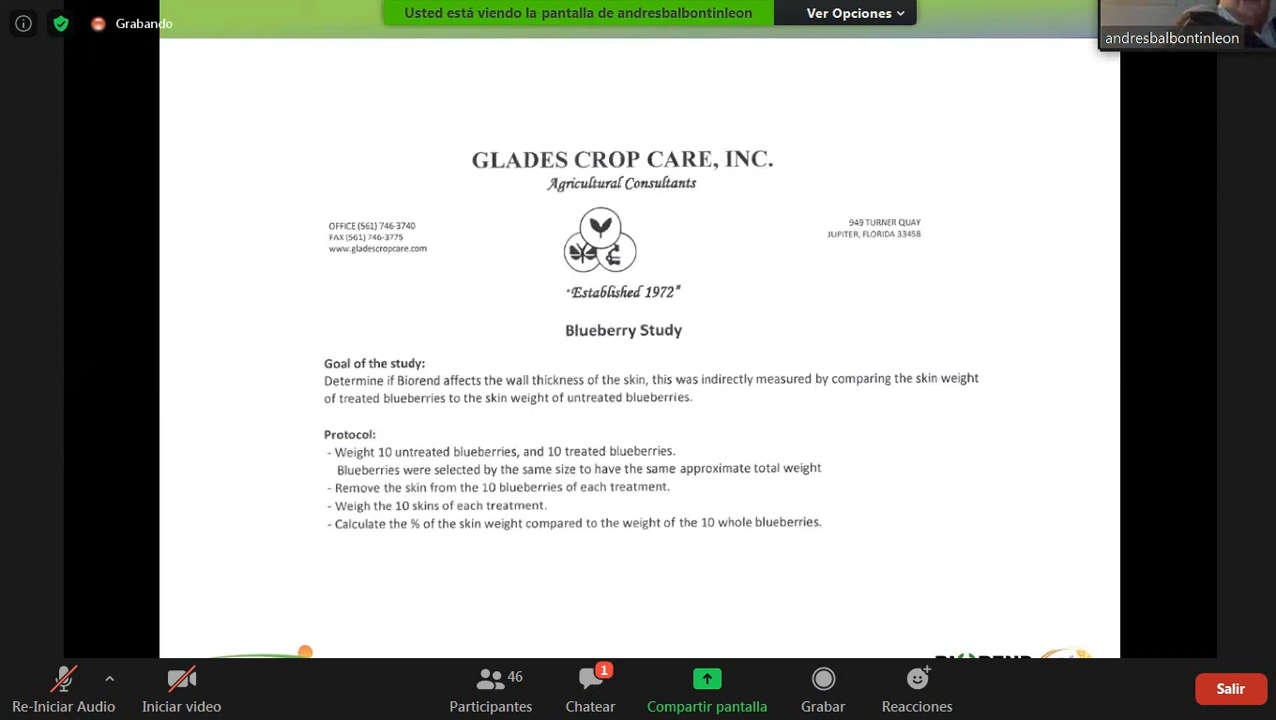 Grabando
Usted está viendo la pantalla de andresbalbontinleon
Ver Opciones
andresbalbontinleon
GLADES CROP CARE, INC.
Agricultural Consultants
OFFICE (561) 746-3740
FAX (561) 746-3775
www.gladescropcare.com
949 TURNER QUAY
JUPITER, FLORIDA 33458
"Established 1972"
Blueberry Study
Goal of the study:
Determine if Biorend affects the wall thickness of the skin, this was indirectly measured by comparing the skin weight
of treated blueberries to the skin weight of untreated blueberries.
Protocol:
- Weight 10 untreated blueberries, and 10 treated blueberries.
Blueberries were selected by the same size to have the same approximate total weight
- Remove the skin from the 10 blueberries of each treatment.
- Weigh the 10 skins of each treatment.
- Calculate the % of the skin weight compared to the weight of the 10 whole blueberries.
BIOREND
46
1
Re-Iniciar Audio
Iniciar video
Participantes
Chatear
Compartir pantalla
Grabar
Reacciones
Salir